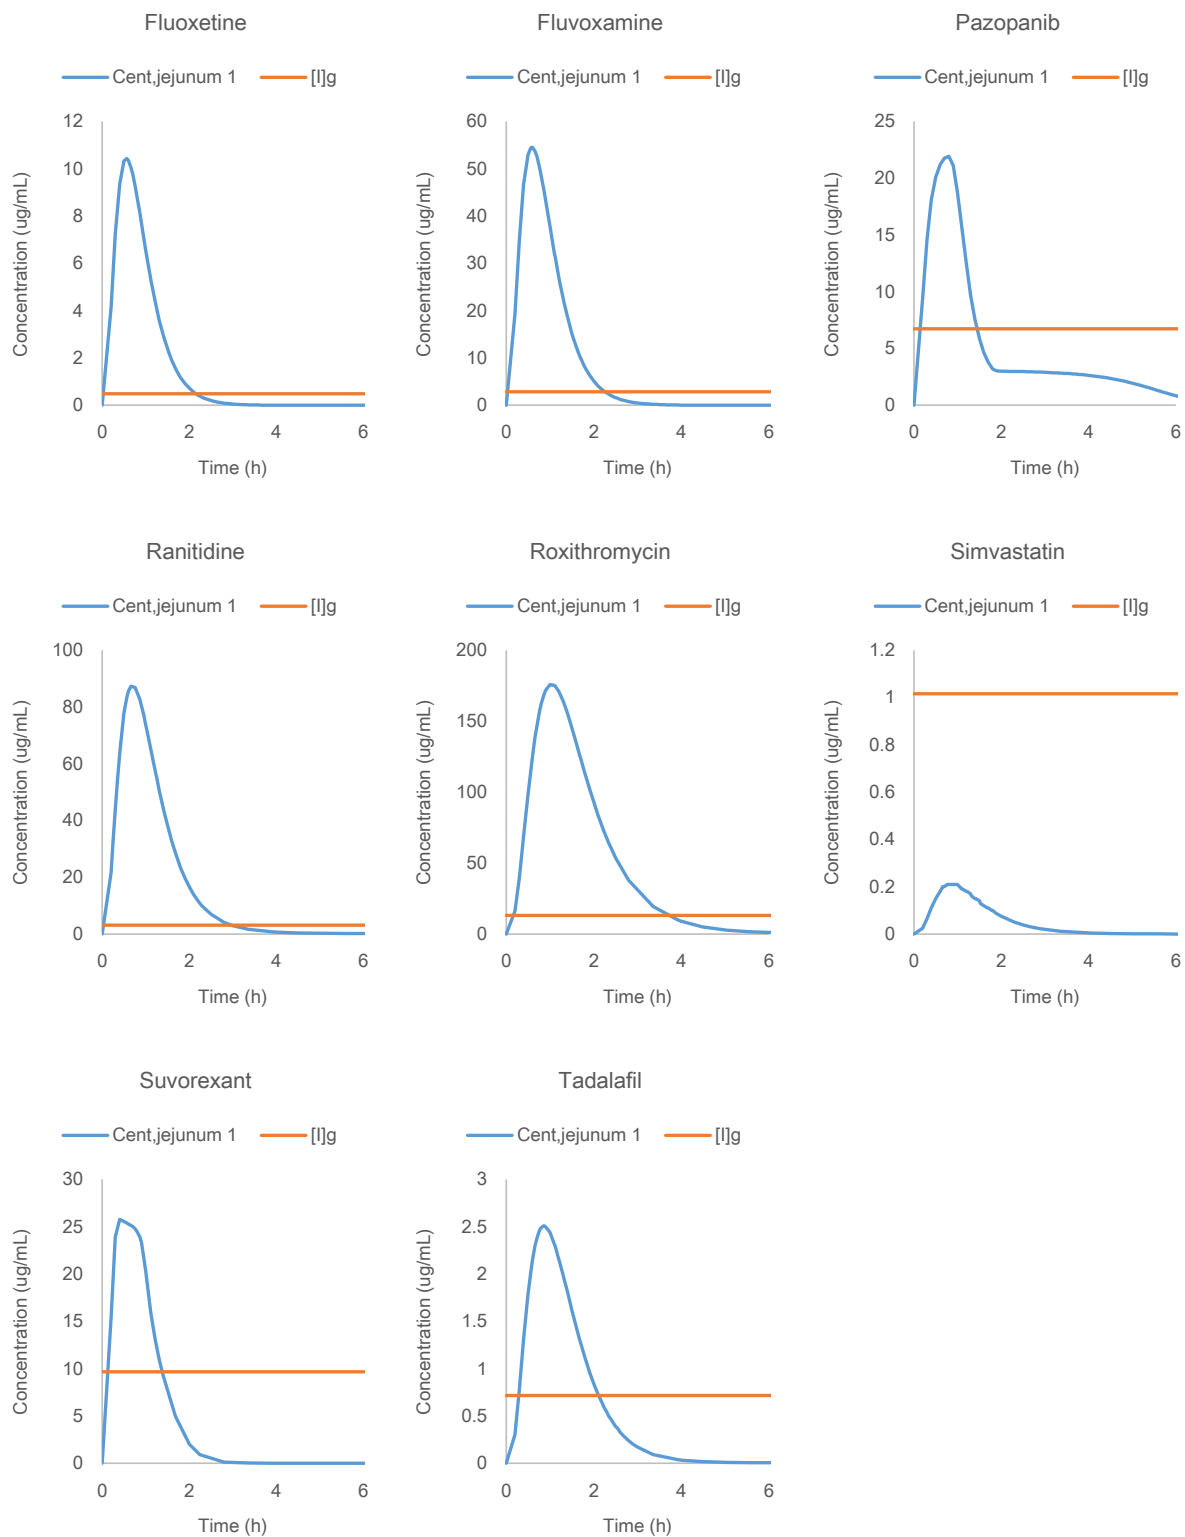 Fluoxetine
Cent,jejunum 1 [I]g
Concentration (ug/mL)
12
10
8
6
4
2
0
0 2 4 6
Time (h)
Fluvoxamine
Cent,jejunum 1 [I]g
Concentration (ug/mL)
60
50
40
30
20
10
0
0 2 4 6
Time (h)
Pazopanib
Cent,jejunum 1 [I]g
Concentration (ug/mL)
25
20
15
10
5
0
0 2 4 6
Time (h)
Ranitidine
Cent,jejunum 1 [I]g
Concentration (ug/mL)
100
80
60
40
20
0
0 2 4 6
Time (h)
Roxithromycin
Cent,jejunum 1 [I]g
Concentration (ug/mL)
200
150
100
50
0
0 2 4 6
Time (h)
Simvastatin
Cent,jejunum 1 [I]g
Concentration (ug/mL)
1.2
1
0.8
0.6
0.4
0.2
0
0 2 4 6
Time (h)
Suvorexant
Cent,jejunum 1 [I]g
Concentration (ug/mL)
30
25
20
15
10
5
0
0 2 4 6
Time (h)
Tadalafil
Cent,jejunum 1 [I]g
Concentration (ug/mL)
3
2.5
2
1.5
1
0.5
0
0 2 4 6
Time (h)